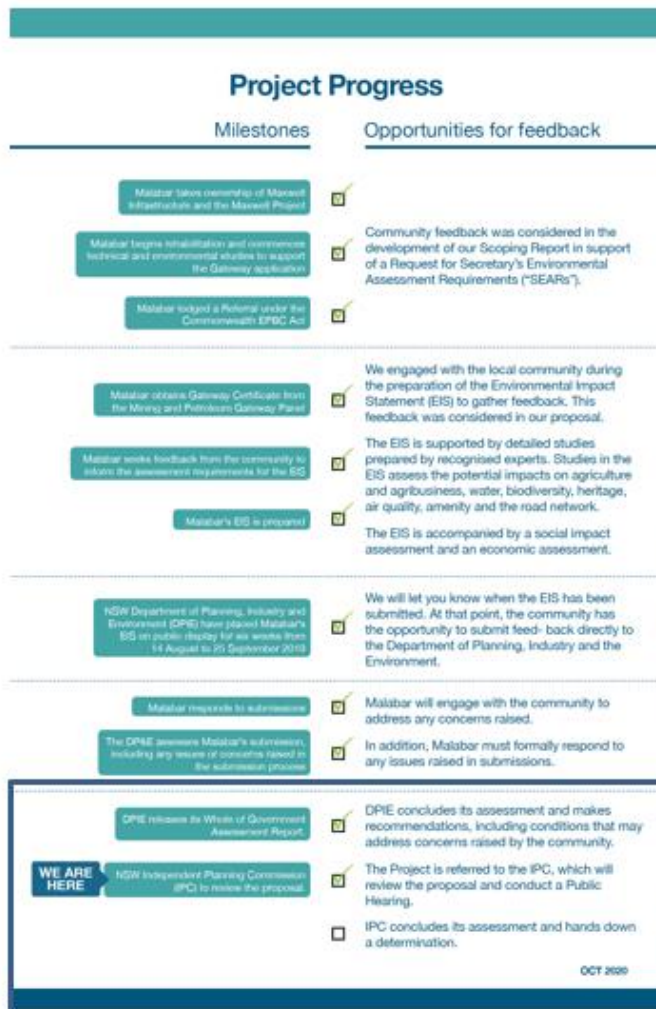 Project Progress
Milestones
Opportunities for feedback
Malabar takes ownership of Maxwell
Infrastructure and the Maxwell Project
Malabar begins rehabilitation and commences
technical and environmental studies to support
the Gateway application
Malabar lodged a Referral under the
Commonwealth EPBC Act
Community feedback was considered in the
development of our Scoping Report in support
of a Request for Secretary's Environmental
Assessment Requirements ("SEARs").
Malabar obtains Gateway Certificate from
the Mining and Petroleum Gateway Panel
Malabar seeks feedback from the community to
inform the assessment requirements for the EIS
Malabar's EIS is prepared
We engaged with the local community during
the preparation of the Environmental Impact
Statement (EIS) to gather feedback. This
feedback was considered in our proposal.
The EIS is supported by detailed studies
prepared by recognised experts. Studies in the
EIS assess the potential impacts on agriculture
and agribusiness, water, biodiversity, heritage,
air quality, amenity and the road network.
The EIS is accompanied by a social impact
assessment and an economic assessment.
NSW Department of Planning, Industry and
Environment (DPIE) have placed Malabar's
EIS on public display for six weeks from
14 August to 25 September 2019
We will let you know when the EIS has been
submitted. At that point, the community has
the opportunity to submit feed- back directly to
the Department of Planning, Industry and the
Environment.
Malabar responds to submissions
Malabar will engage with the community to
address any concerns raised.
The DP&E assesses Malabar's submission,
including any issues or concerns raised in
the submission process
In addition, Malabar must formally respond to
any issues raised in submissions.
DPIE releases its Whole of Government
Assessment Report.
DPIE concludes its assessment and makes
recommendations, including conditions that may
address concerns raised by the community.
WE ARE
HERE
NSW Independent Planning Commission
(IPC) to review the proposal.
The Project is referred to the IPC, which will
review the proposal and conduct a Public
Hearing.
IPC concludes its assessment and hands down
a determination.
OCT 2020